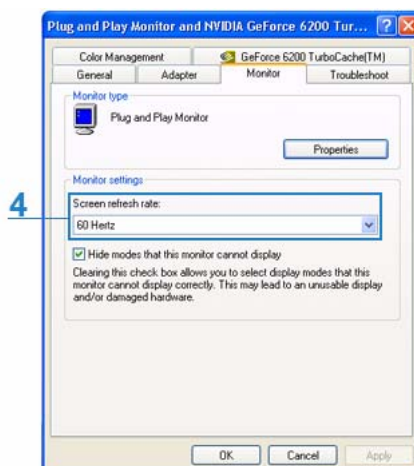 Plug and Play Monitor and NVIDIA GeForce 6200 Tur...
Color Management GeForce 6200 TurboCache(TM)
General Adapter Monitor Troubleshoot
Monitor type
Plug and Play Monitor
Properties
Monitor settings
4
Screen refresh rate:
60 Hertz
Hide modes that this monitor cannot display
Clearing this check box allows you to select display modes that this
monitor cannot display correctly. This may lead to an unusable display
and/or damaged hardware.
OK Cancel Apply